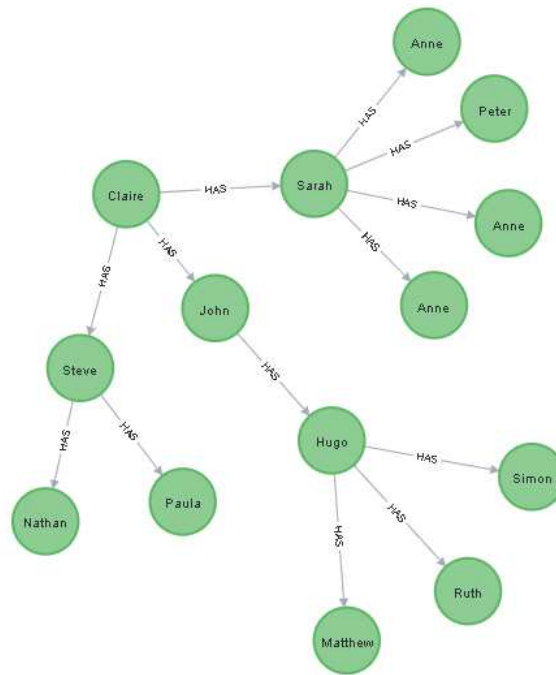 Anne
HAS
Peter
HAS
Sarah
HAS
Claire
HAS
Anne
HAS
HAS
HAS
Anne
John
Steve
HAS
HAS
HAS
Hugo
HAS
Simon
Paula
Nathan
HAS
HAS
Ruth
Matthew